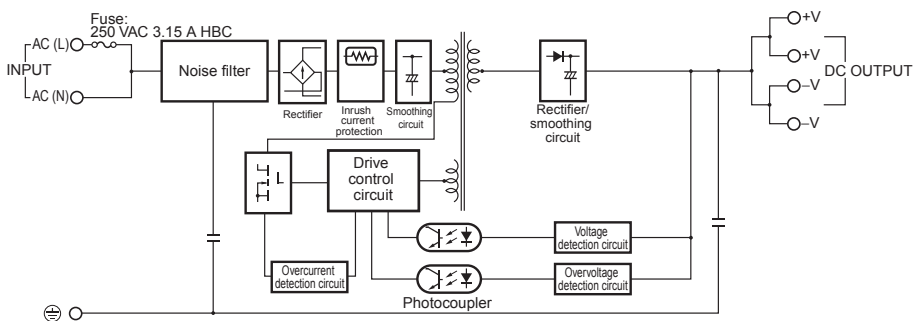 Fuse:
250 VAC 3.15 A HBC
AC (L)
INPUT
AC (N)
Noise filter
Rectifier
Inrush
current
protection
Smoothing
circuit
Rectifier/
smoothing
circuit
+V
+V
DC OUTPUT
–V
–V
Drive
control
circuit
Voltage
detection circuit
Overcurrent
detection circuit
Overvoltage
detection circuit
Photocoupler